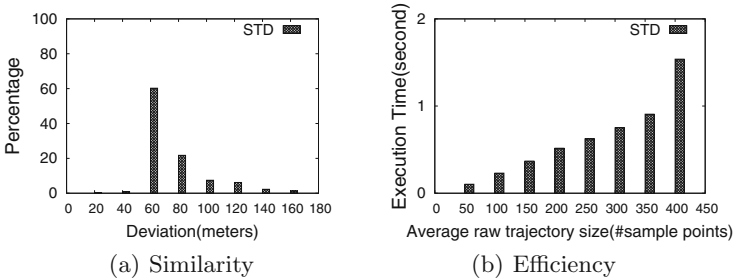 100
80
60
40
20
0
Percentage
STD
0 20 40 60 80 100 120 140 160 180
Deviation(meters)
(a) Similarity
2
1
0
Execution Time(second)
STD
0 50 100 150 200 250 300 350 400 450
Average raw trajectory size(#sample points)
(b) Efficiency